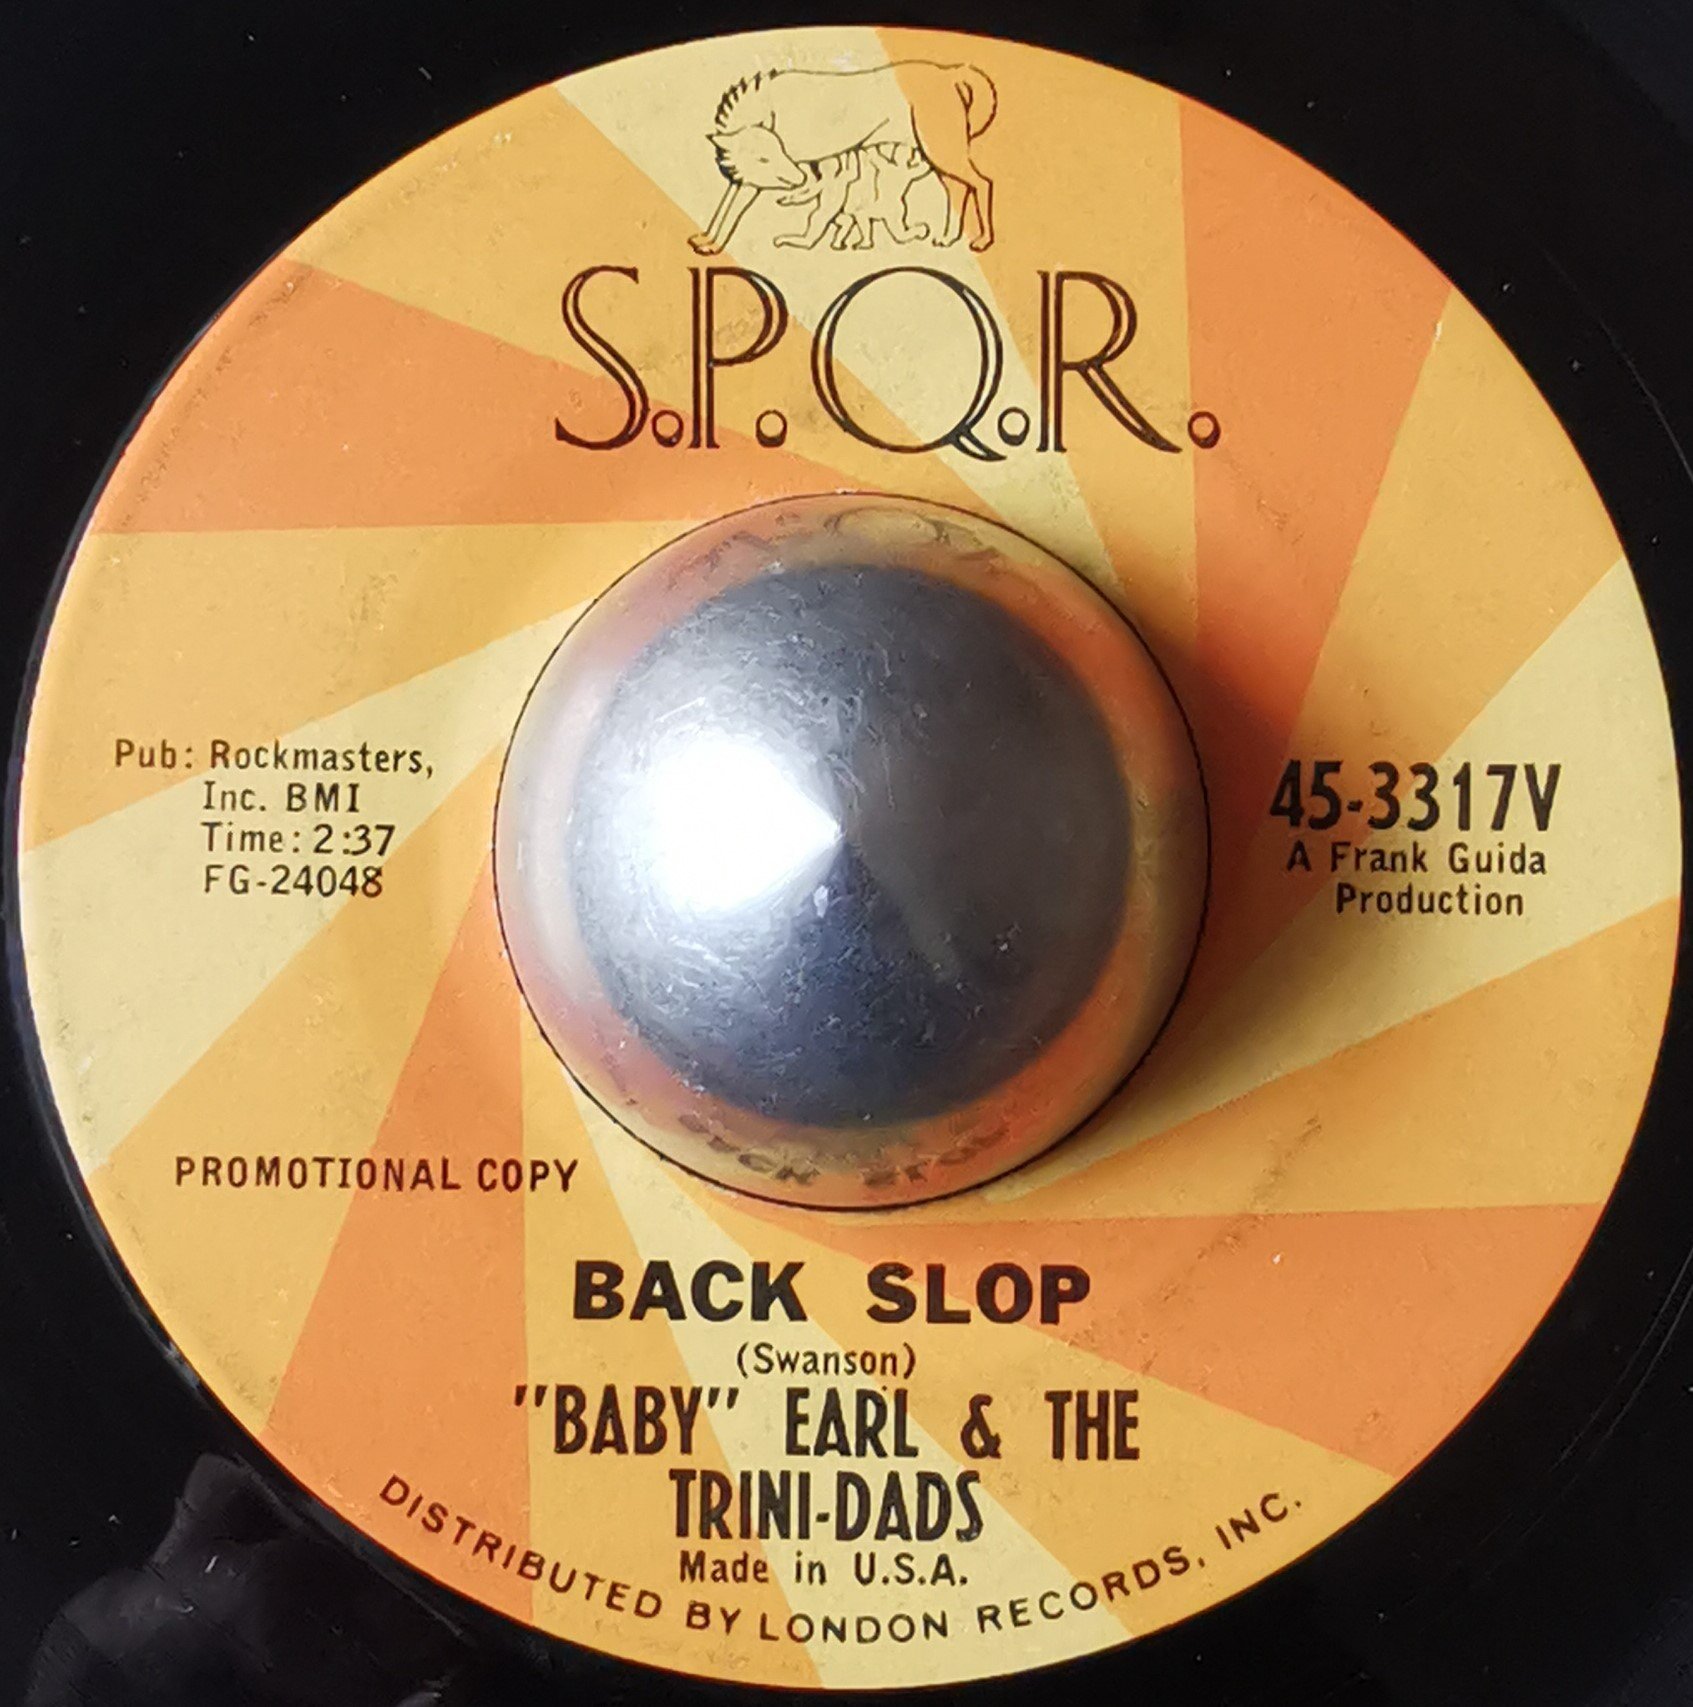 S.P.Q.R.
Pub: Rockmasters,
Inc. BMI
Time: 2:37
FG-24048
45-3317V
A Frank Guida
Production
PROMOTIONAL COPY
BACK SLOP
(Swanson)
"BABY" EARL & THE
TRINI-DADS
Made in U.S.A.
DISTRIBUTED BY LONDON RECORDS, INC.